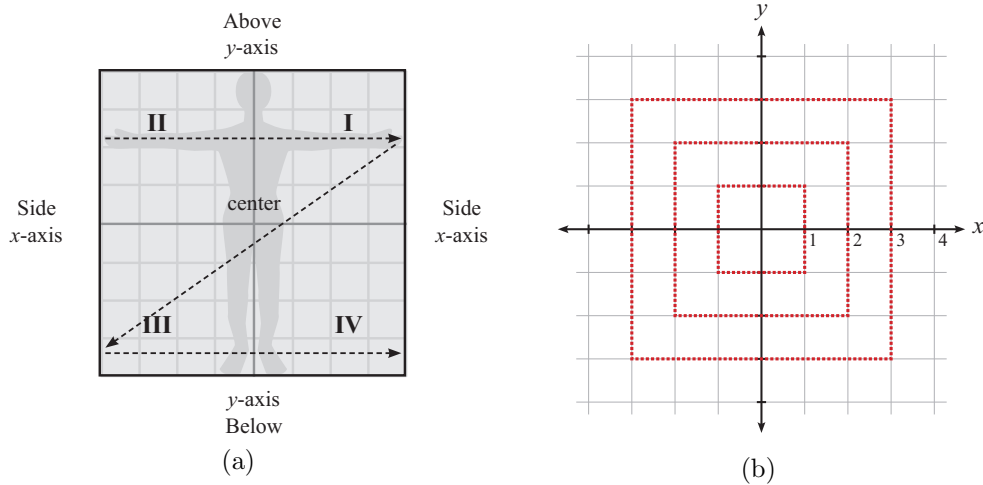 Above
y-axis
II
I
Side
x-axis
center
Side
x-axis
III
IV
y-axis
Below
(a)
y
x
1
2
3
4
(b)